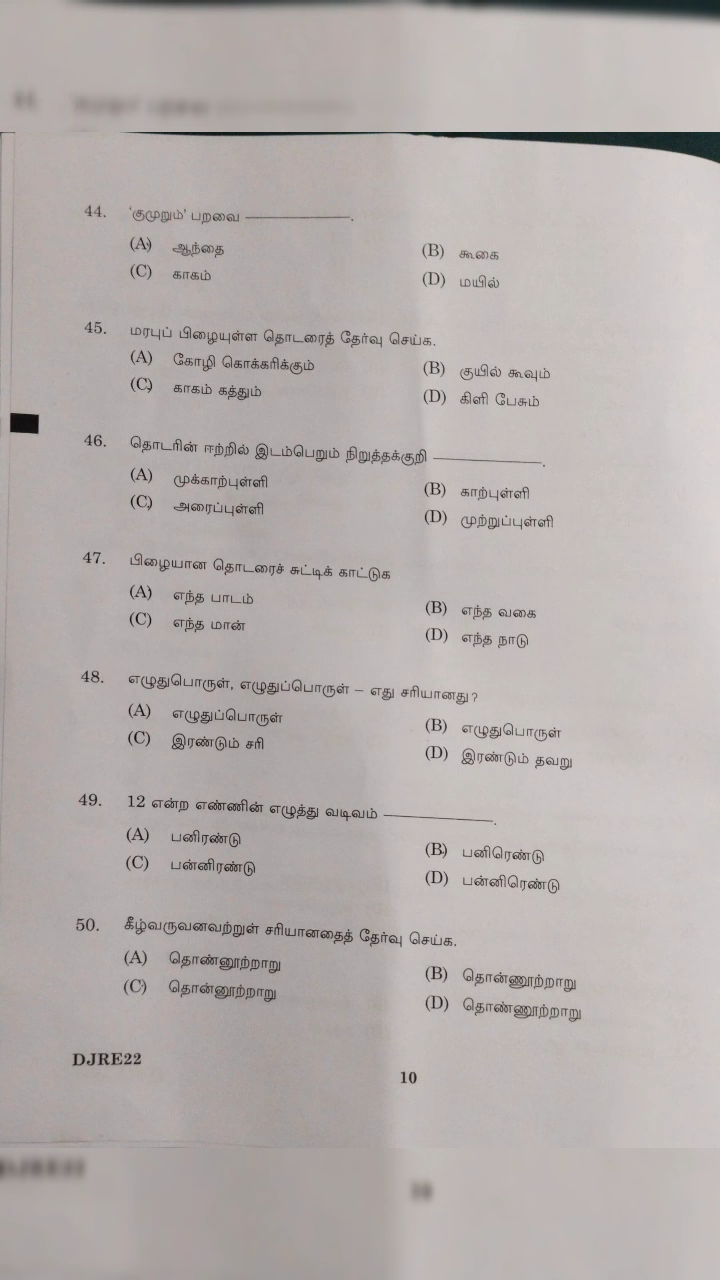 44. 'குமுறும்' பறவை ————.
(A) ஆந்தை (B) கூகை
(C) காகம் (D) மயில்
45. மரபுப் பிழையுள்ள தொடரைத் தேர்வு செய்க.
(A) கோழி கொக்கரிக்கும் (B) குயில் கூவும்
(C) காகம் கத்தும் (D) கிளி பேசும்
46. தொடரின் ஈற்றில் இடம்பெறும் நிறுத்தக்குறி ————.
(A) முக்காற்புள்ளி (B) காற்புள்ளி
(C) அரைப்புள்ளி (D) முற்றுப்புள்ளி
47. பிழையான தொடரைச் சுட்டிக் காட்டுக
(A) எந்த பாடம் (B) எந்த வகை
(C) எந்த மான் (D) எந்த நாடு
48. எழுதுபொருள், எழுதுப்பொருள் – எது சரியானது?
(A) எழுதுப்பொருள் (B) எழுதுபொருள்
(C) இரண்டும் சரி (D) இரண்டும் தவறு
49. 12 என்ற எண்ணின் எழுத்து வடிவம் ————.
(A) பனிரண்டு (B) பனிரெண்டு
(C) பன்னிரண்டு (D) பன்னிரெண்டு
50. கீழ்வருவனவற்றுள் சரியானதைத் தேர்வு செய்க.
(A) தொண்னூற்றாறு (B) தொன்ணூற்றாறு
(C) தொன்னூற்றாறு (D) தொண்ணூற்றாறு
DJRE22
10